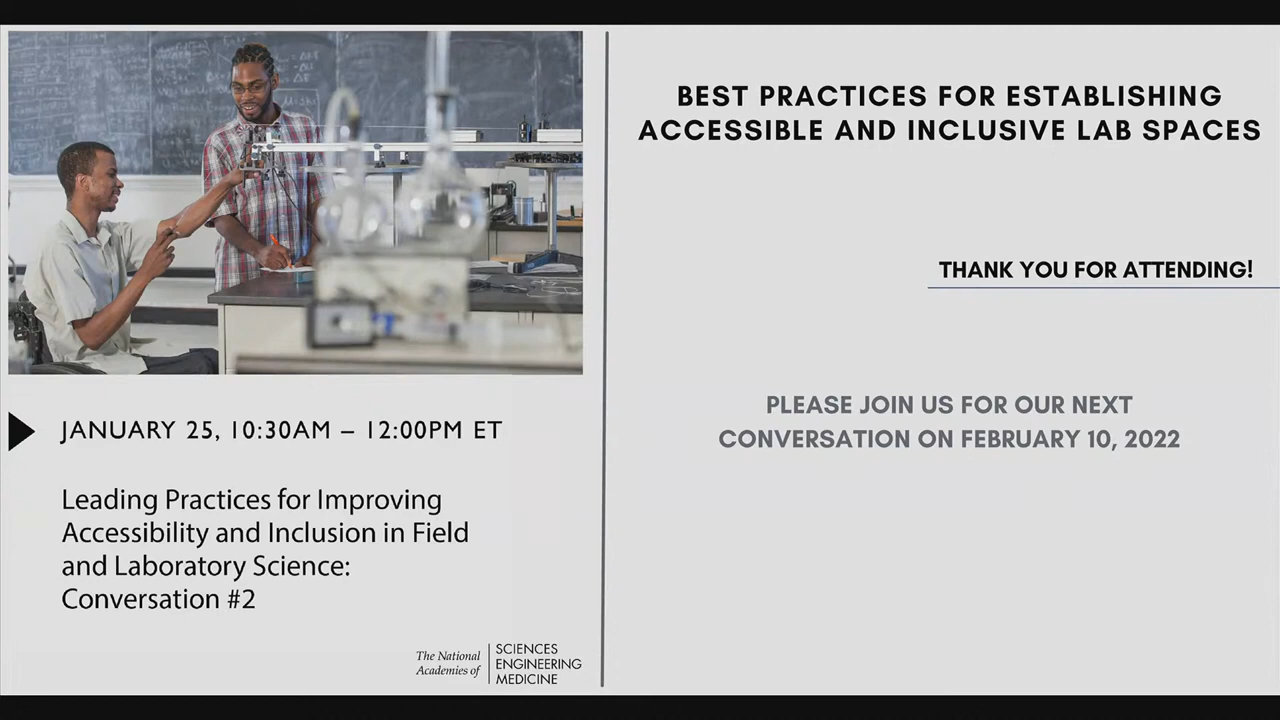 JANUARY 25, 10:30AM – 12:00PM ET
Leading Practices for Improving
Accessibility and Inclusion in Field
and Laboratory Science:
Conversation #2
The National
Academies of
SCIENCES
ENGINEERING
MEDICINE
BEST PRACTICES FOR ESTABLISHING
ACCESSIBLE AND INCLUSIVE LAB SPACES
THANK YOU FOR ATTENDING!
PLEASE JOIN US FOR OUR NEXT
CONVERSATION ON FEBRUARY 10, 2022